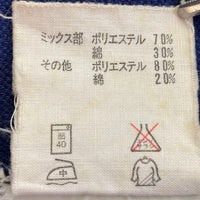 ミックス部 ポリエステル 70%
綿 30%
その他 ポリエステル 80%
綿 20%
40
中